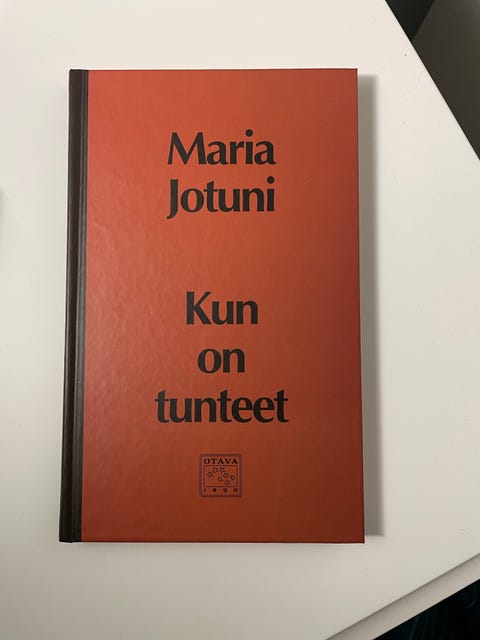 Maria
Jotuni
Kun
on
tunteet
OTAVA
1890